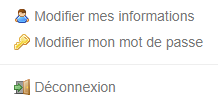 Modifier mes informations
Modifier mon mot de passe
Déconnexion